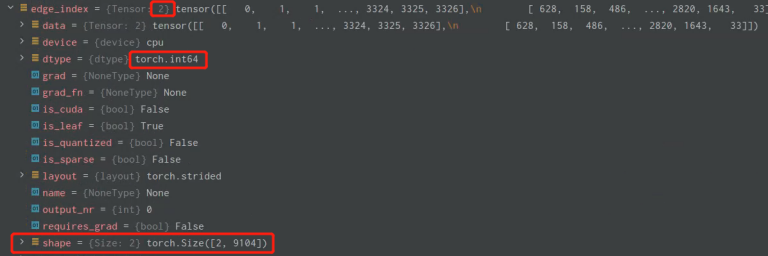 edge_index = {Tensor: 2} tensor([[   0,    1,    1,  ..., 3324, 3325, 3326],\n        [ 628,  158,  486,  ..., 2820, 1643,   33]])
data = {Tensor: 2} tensor([[   0,    1,    1,  ..., 3324, 3325, 3326],\n        [ 628,  158,  486,  ..., 2820, 1643,   33]])
device = {device} cpu
dtype = {dtype} torch.int64
grad = {NoneType} None
grad_fn = {NoneType} None
is_cuda = {bool} False
is_leaf = {bool} True
is_quantized = {bool} False
is_sparse = {bool} False
layout = {layout} torch.strided
name = {NoneType} None
output_nr = {int} 0
requires_grad = {bool} False
shape = {Size: 2} torch.Size([2, 9104])